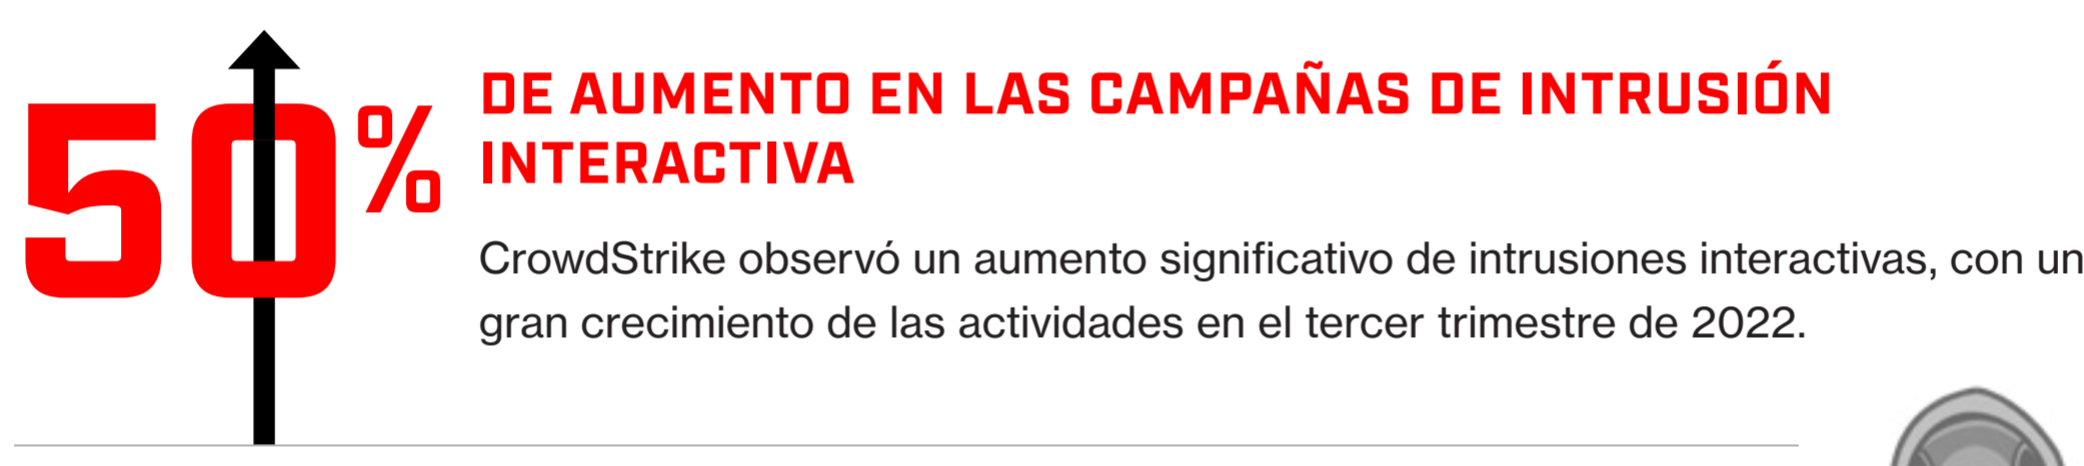 50%
DE AUMENTO EN LAS CAMPAÑAS DE INTRUSIÓN
INTERACTIVA
CrowdStrike observó un aumento significativo de intrusiones interactivas, con un
gran crecimiento de las actividades en el tercer trimestre de 2022.